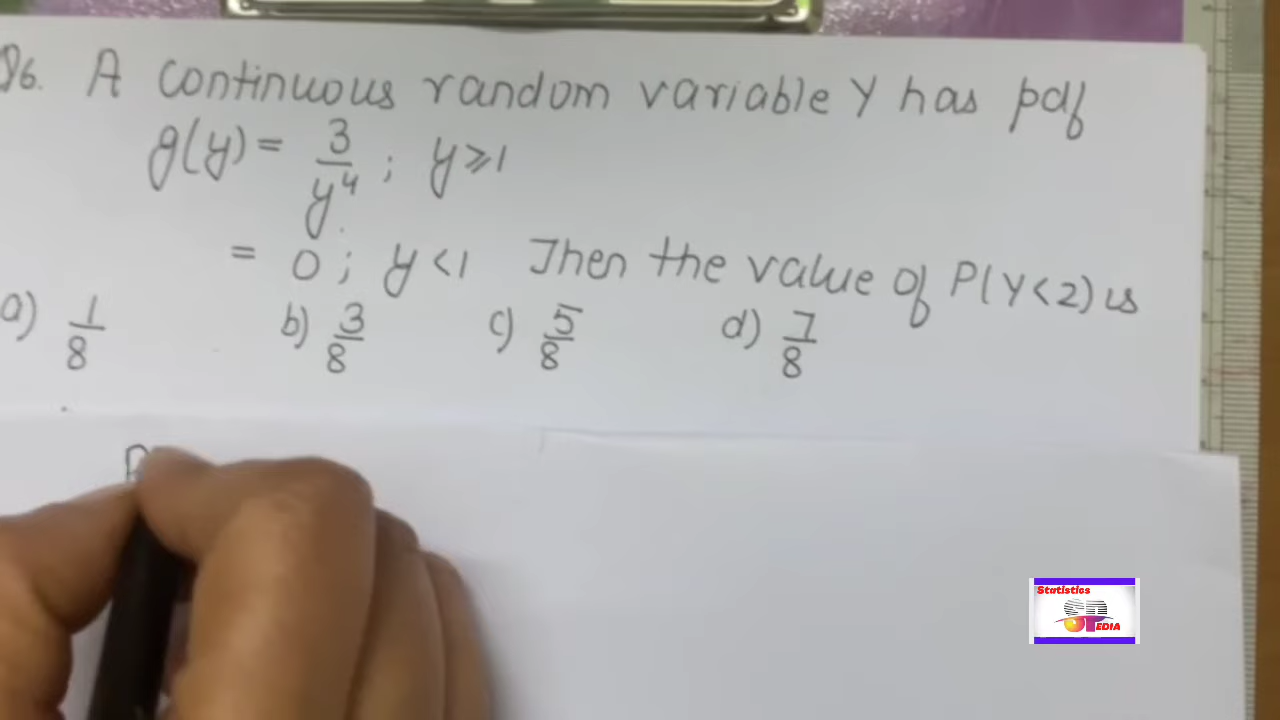 Q6. A continuous random variable Y has pdf
g(y) = 3/y⁴ ; y ≥ 1
= 0 ; y < 1 Then the value of P(Y<2) is
a) 1/8 b) 3/8 c) 5/8 d) 7/8
P
Statistics
EDIA